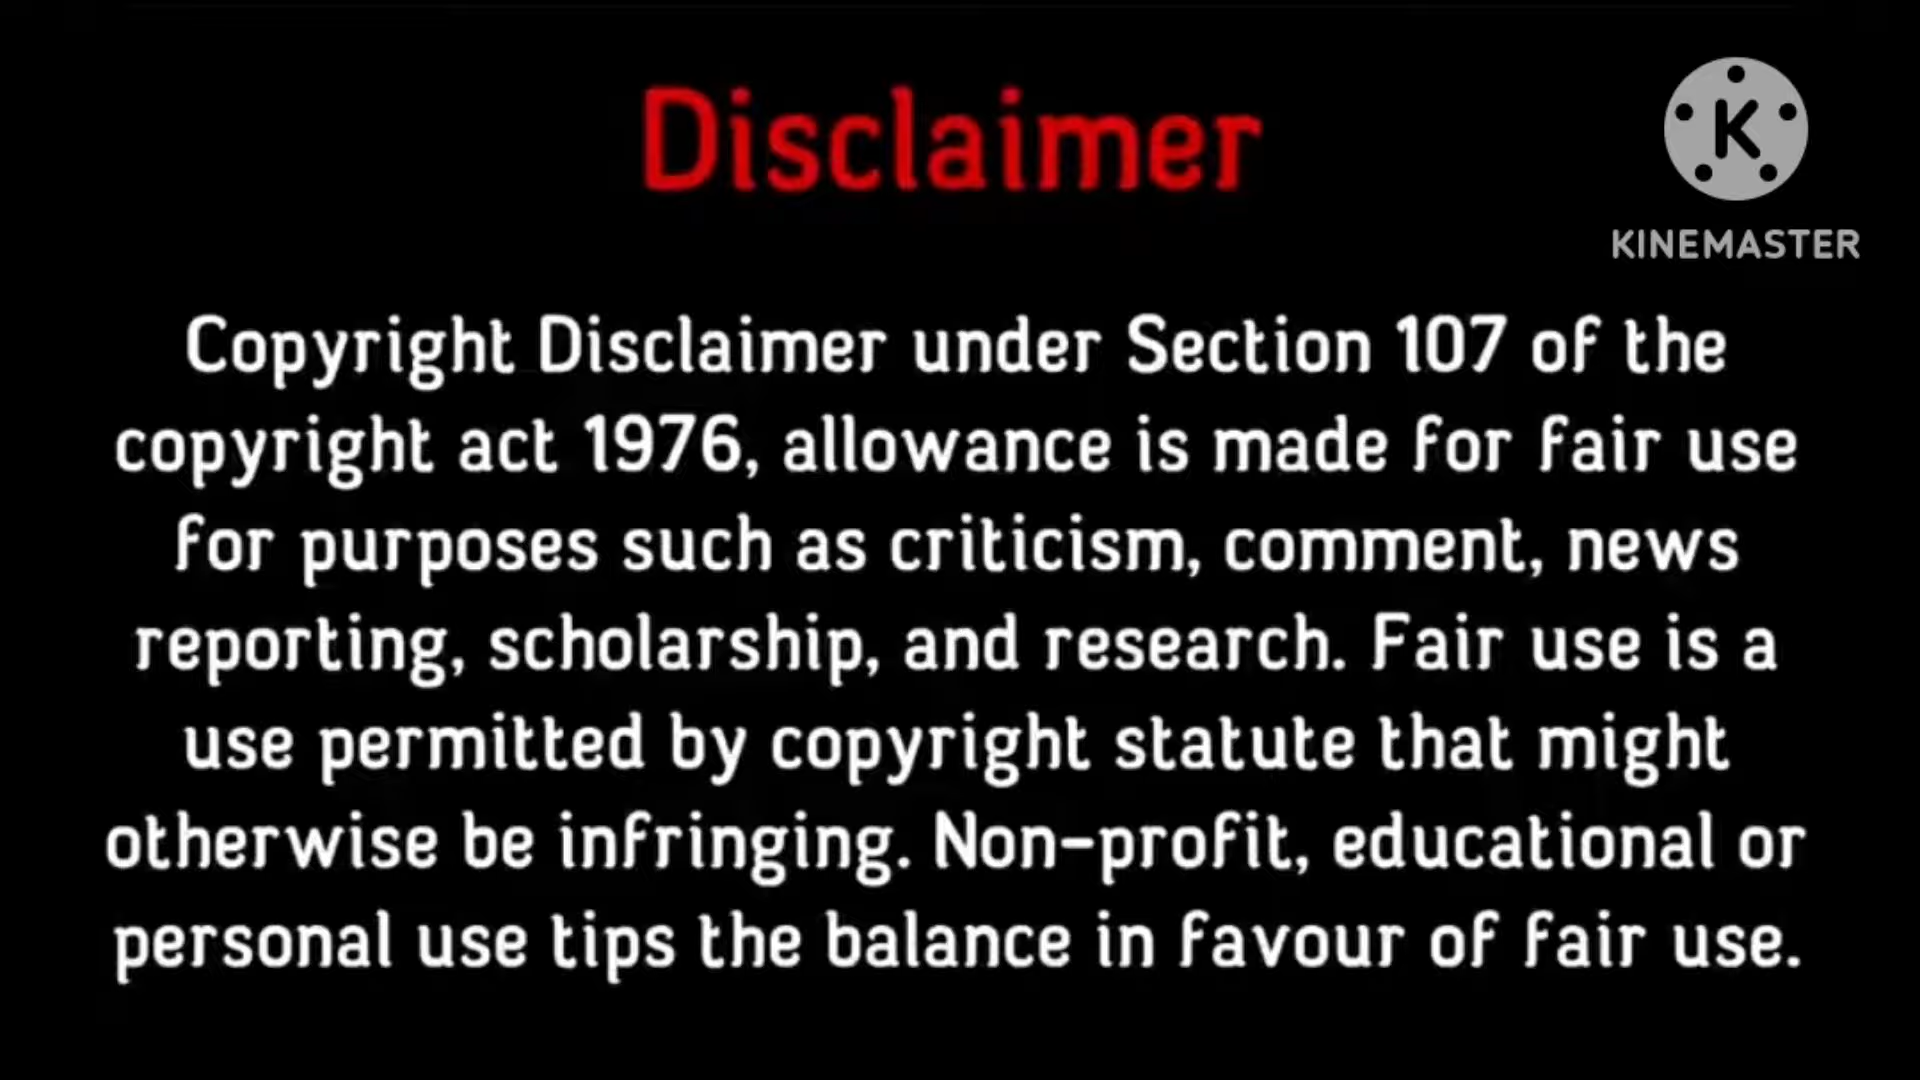 Disclaimer
K
KINEMASTER
Copyright Disclaimer under Section 107 of the
copyright act 1976, allowance is made for fair use
for purposes such as criticism, comment, news
reporting, scholarship, and research. Fair use is a
use permitted by copyright statute that might
otherwise be infringing. Non-profit, educational or
personal use tips the balance in favour of fair use.